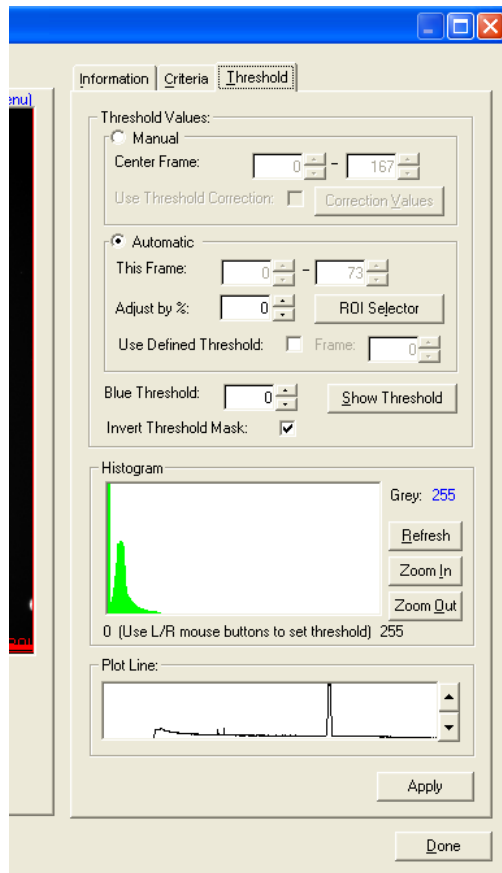 Information Criteria Threshold
enu)
Threshold Values:
Manual
Center Frame: 0 - 167
Use Threshold Correction: Correction Values
Automatic
This Frame: 0 - 73
Adjust by %: 0 ROI Selector
Use Defined Threshold: Frame: 0
Blue Threshold: 0 Show Threshold
Invert Threshold Mask:
Histogram
Grey: 255
Refresh
Zoom In
Zoom Out
0 (Use L/R mouse buttons to set threshold) 255
Plot Line:
Apply
Done